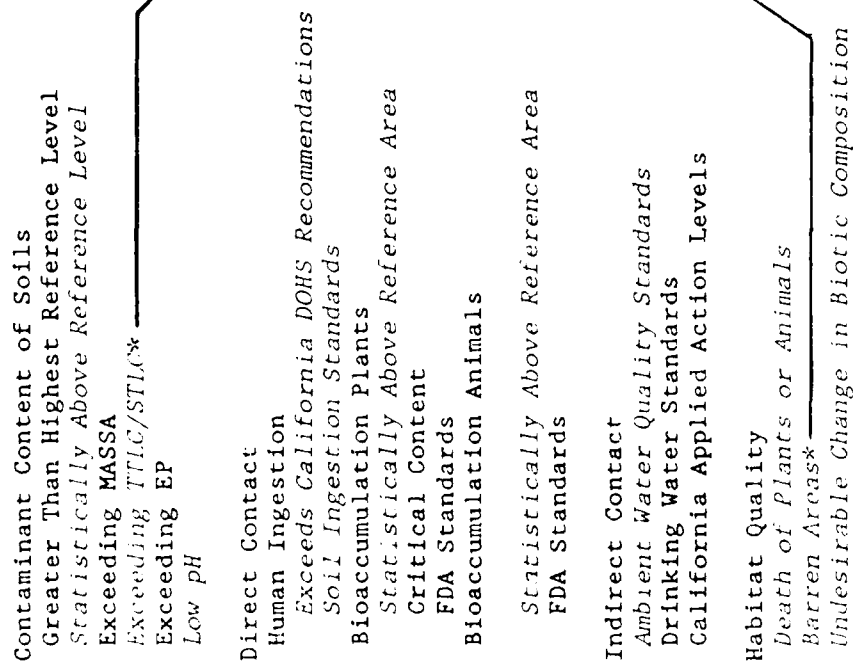 Contaminant Content of Soils
Greater Than Highest Reference Level
Statistically Above Reference Level
Exceeding MASSA
Exceeding TTLC/STLC*
Exceeding EP
Low pH
Direct Contact
Human Ingestion
Exceeds California DOHS Recommendations
Soil Ingestion Standards
Bioaccumulation Plants
Statistically Above Reference Area
Critical Content
FDA Standards
Bioaccumulation Animals
Statistically Above Reference Area
FDA Standards
Indirect Contact
Ambient Water Quality Standards
Drinking Water Standards
California Applied Action Levels
Habitat Quality
Death of Plants or Animals
Barren Areas*
Undesirable Change in Biotic Composition